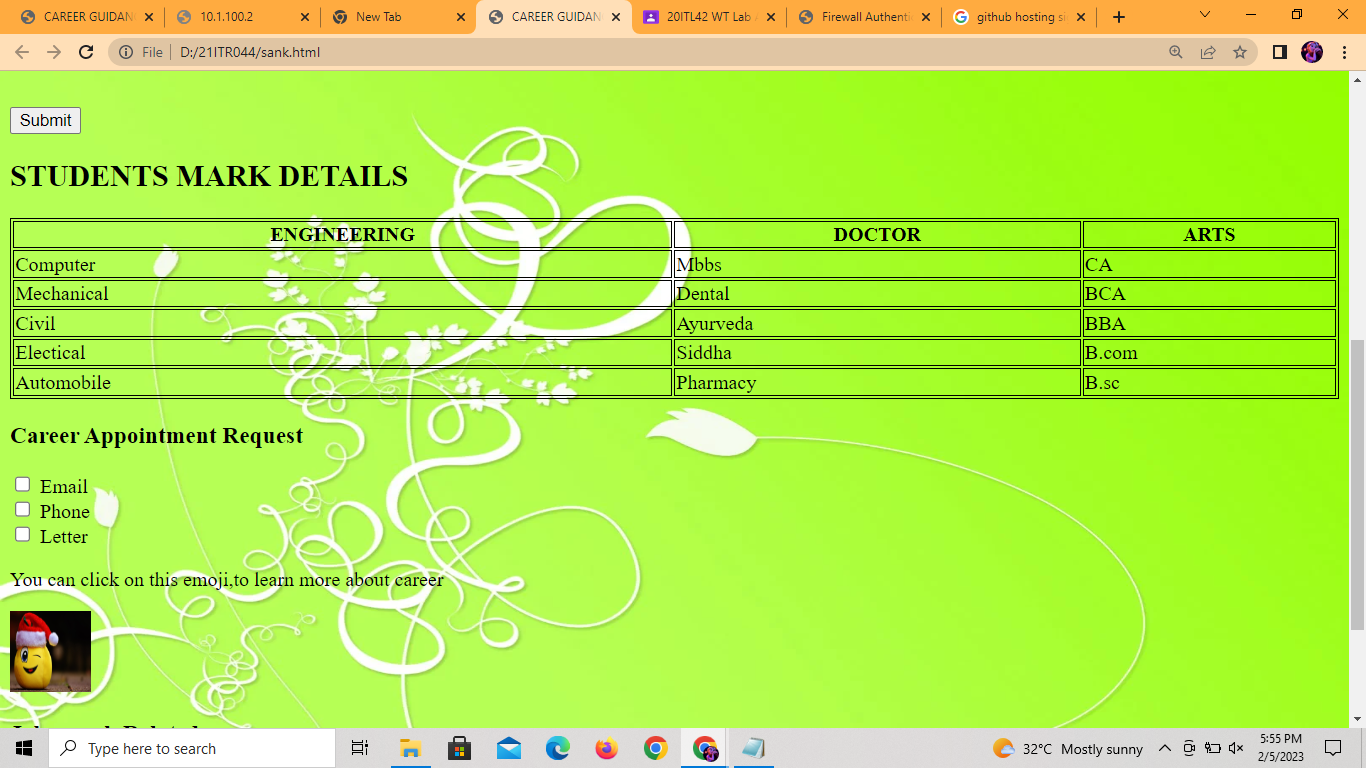 CAREER GUIDAN
10.1.100.2
New Tab
CAREER GUIDAN
20ITL42 WT Lab
Firewall Authenti
github hosting si
File D:/21ITR044/sank.html
Submit
STUDENTS MARK DETAILS
ENGINEERING DOCTOR ARTS
Computer Mbbs CA
Mechanical Dental BCA
Civil Ayurveda BBA
Electical Siddha B.com
Automobile Pharmacy B.sc
Career Appointment Request
Email
Phone
Letter
You can click on this emoji,to learn more about career
Type here to search
32°C Mostly sunny
5:55 PM
2/5/2023